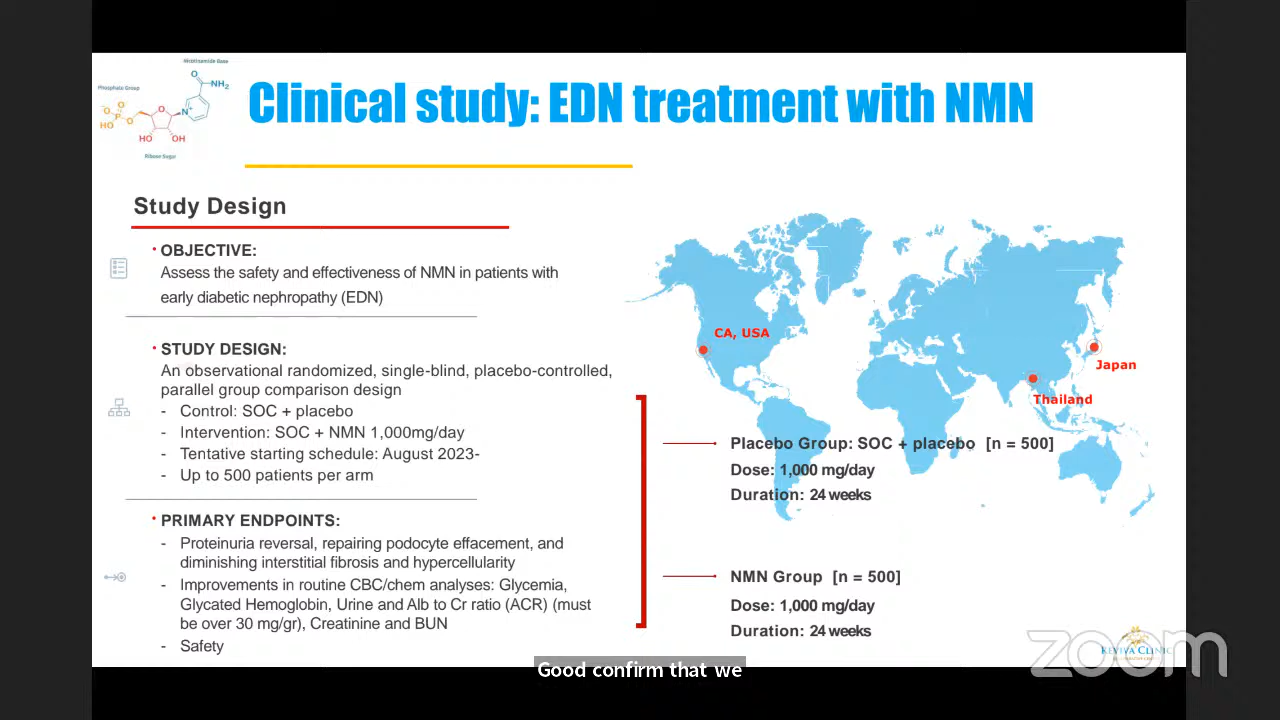 Nicotinamide Base
Phosphate Group
O
NH₂
⁻O
O
P
HO
O
O
N⁺
HO
OH
Ribose Sugar
Clinical study: EDN treatment with NMN
Study Design
• OBJECTIVE:
Assess the safety and effectiveness of NMN in patients with
early diabetic nephropathy (EDN)
• STUDY DESIGN:
An observational randomized, single-blind, placebo-controlled,
parallel group comparison design
- Control: SOC + placebo
- Intervention: SOC + NMN 1,000mg/day
- Tentative starting schedule: August 2023-
- Up to 500 patients per arm
• PRIMARY ENDPOINTS:
- Proteinuria reversal, repairing podocyte effacement, and
diminishing interstitial fibrosis and hypercellularity
- Improvements in routine CBC/chem analyses: Glycemia,
Glycated Hemoglobin, Urine and Alb to Cr ratio (ACR) (must
be over 30 mg/gr), Creatinine and BUN
- Safety
CA, USA
Japan
Thailand
Placebo Group: SOC + placebo [n = 500]
Dose: 1,000 mg/day
Duration: 24 weeks
NMN Group [n = 500]
Dose: 1,000 mg/day
Duration: 24 weeks
zoom
Good confirm that we